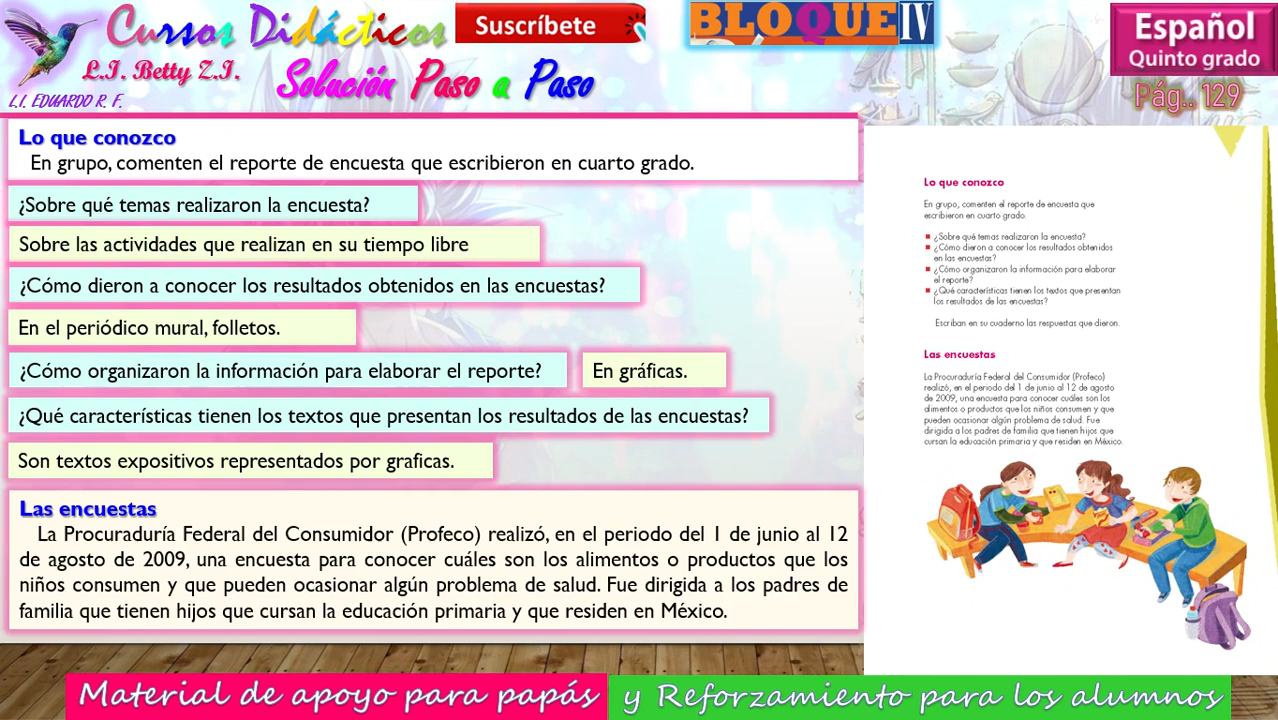 Cursos Didácticos
Suscríbete
BLOQUE IV
Español
Quinto grado
L.I. Betty Z.I.
Solución Paso a Paso
L.I. EDUARDO R. F.
Pág.. 129
Lo que conozco
En grupo, comenten el reporte de encuesta que escribieron en cuarto grado.
¿Sobre qué temas realizaron la encuesta?
Sobre las actividades que realizan en su tiempo libre
¿Cómo dieron a conocer los resultados obtenidos en las encuestas?
En el periódico mural, folletos.
¿Cómo organizaron la información para elaborar el reporte?
En gráficas.
¿Qué características tienen los textos que presentan los resultados de las encuestas?
Son textos expositivos representados por graficas.
Las encuestas
La Procuraduría Federal del Consumidor (Profeco) realizó, en el periodo del 1 de junio al 12
de agosto de 2009, una encuesta para conocer cuáles son los alimentos o productos que los
niños consumen y que pueden ocasionar algún problema de salud. Fue dirigida a los padres de
familia que tienen hijos que cursan la educación primaria y que residen en México.
Lo que conozco
En grupo, comenten el reporte de encuesta que
escribieron en cuarto grado.
¿Sobre qué temas realizaron la encuesta?
¿Cómo dieron a conocer los resultados obtenidos
en las encuestas?
¿Cómo organizaron la información para elaborar
el reporte?
¿Qué características tienen los textos que presentan
los resultados de las encuestas?
Escriban en su cuaderno las respuestas que dieron.
Las encuestas
La Procuraduría Federal del Consumidor (Profeco)
realizó, en el periodo del 1 de junio al 12 de agosto
de 2009, una encuesta para conocer cuáles son los
alimentos o productos que los niños consumen y que
pueden ocasionar algún problema de salud. Fue
dirigida a los padres de familia que tienen hijos que
cursan la educación primaria y que residen en México.
Material de apoyo para papás y Reforzamiento para los alumnos